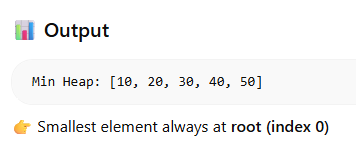 Output
Min Heap: [10, 20, 30, 40, 50]
Smallest element always at root (index 0)